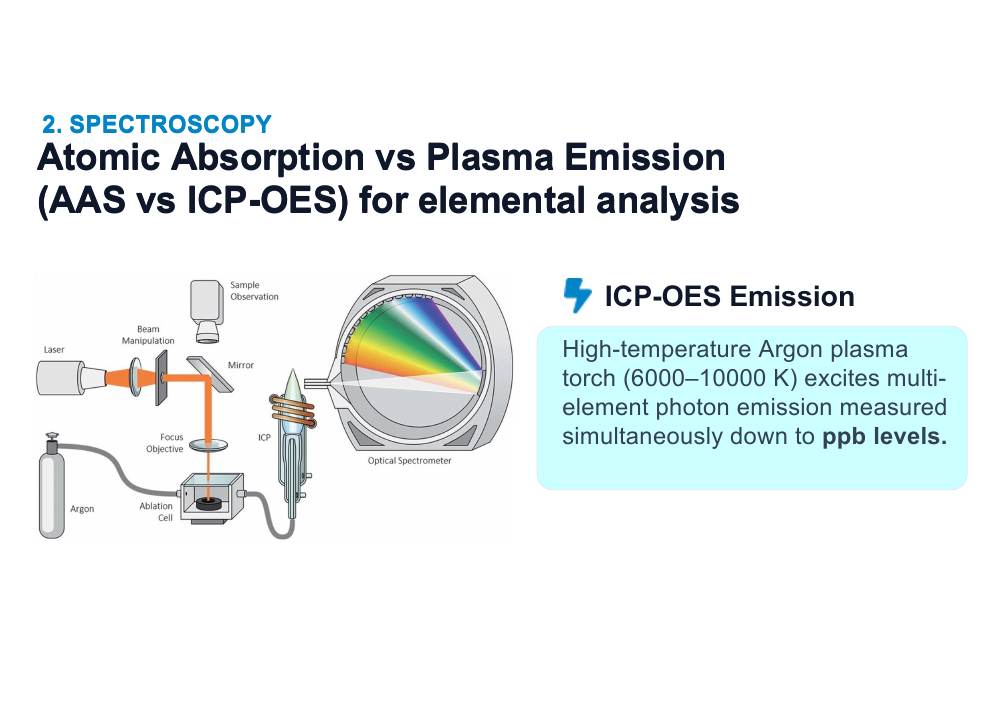 2. SPECTROSCOPY
Atomic Absorption vs Plasma Emission
(AAS vs ICP-OES) for elemental analysis
Sample
Observation
Beam
Manipulation
Laser
Mirror
Focus
Objective
ICP
Optical Spectrometer
Argon
Ablation
Cell
ICP-OES Emission
High-temperature Argon plasma
torch (6000–10000 K) excites multi-
element photon emission measured
simultaneously down to ppb levels.